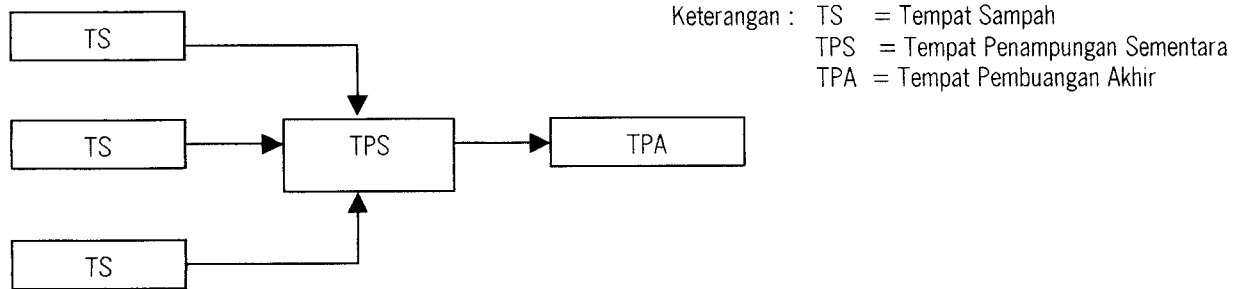 Keterangan : TS = Tempat Sampah
TPS = Tempat Penampungan Sementara
TPA = Tempat Pembuangan Akhir
TS
TS
TPS
TPA
TS